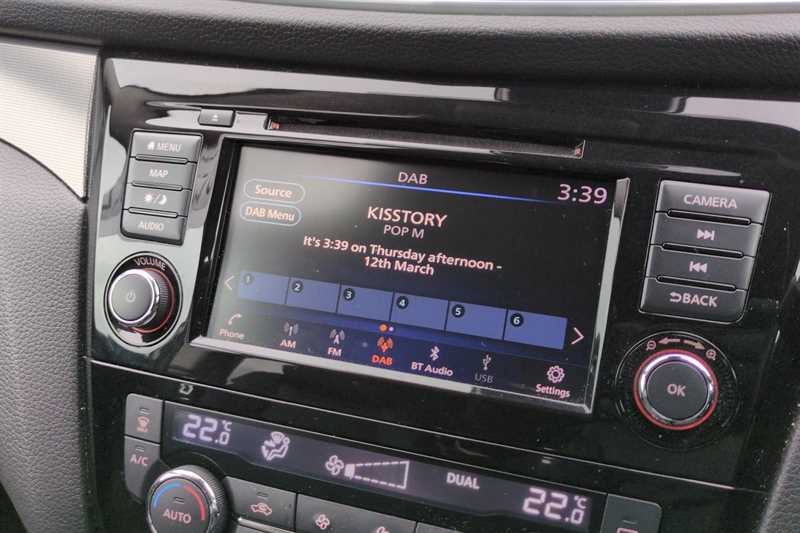 MENU
MAP
AUDIO
VOLUME
DAB
3:39
Source
DAB Menu
KISSTORY
POP M
It's 3:39 on Thursday afternoon -
12th March
1 2 3 4 5 6
Phone AM FM DAB BT Audio USB Settings
CAMERA
BACK
OK
MAX
A/C
22.0°C
DUAL
22.0°C
AUTO